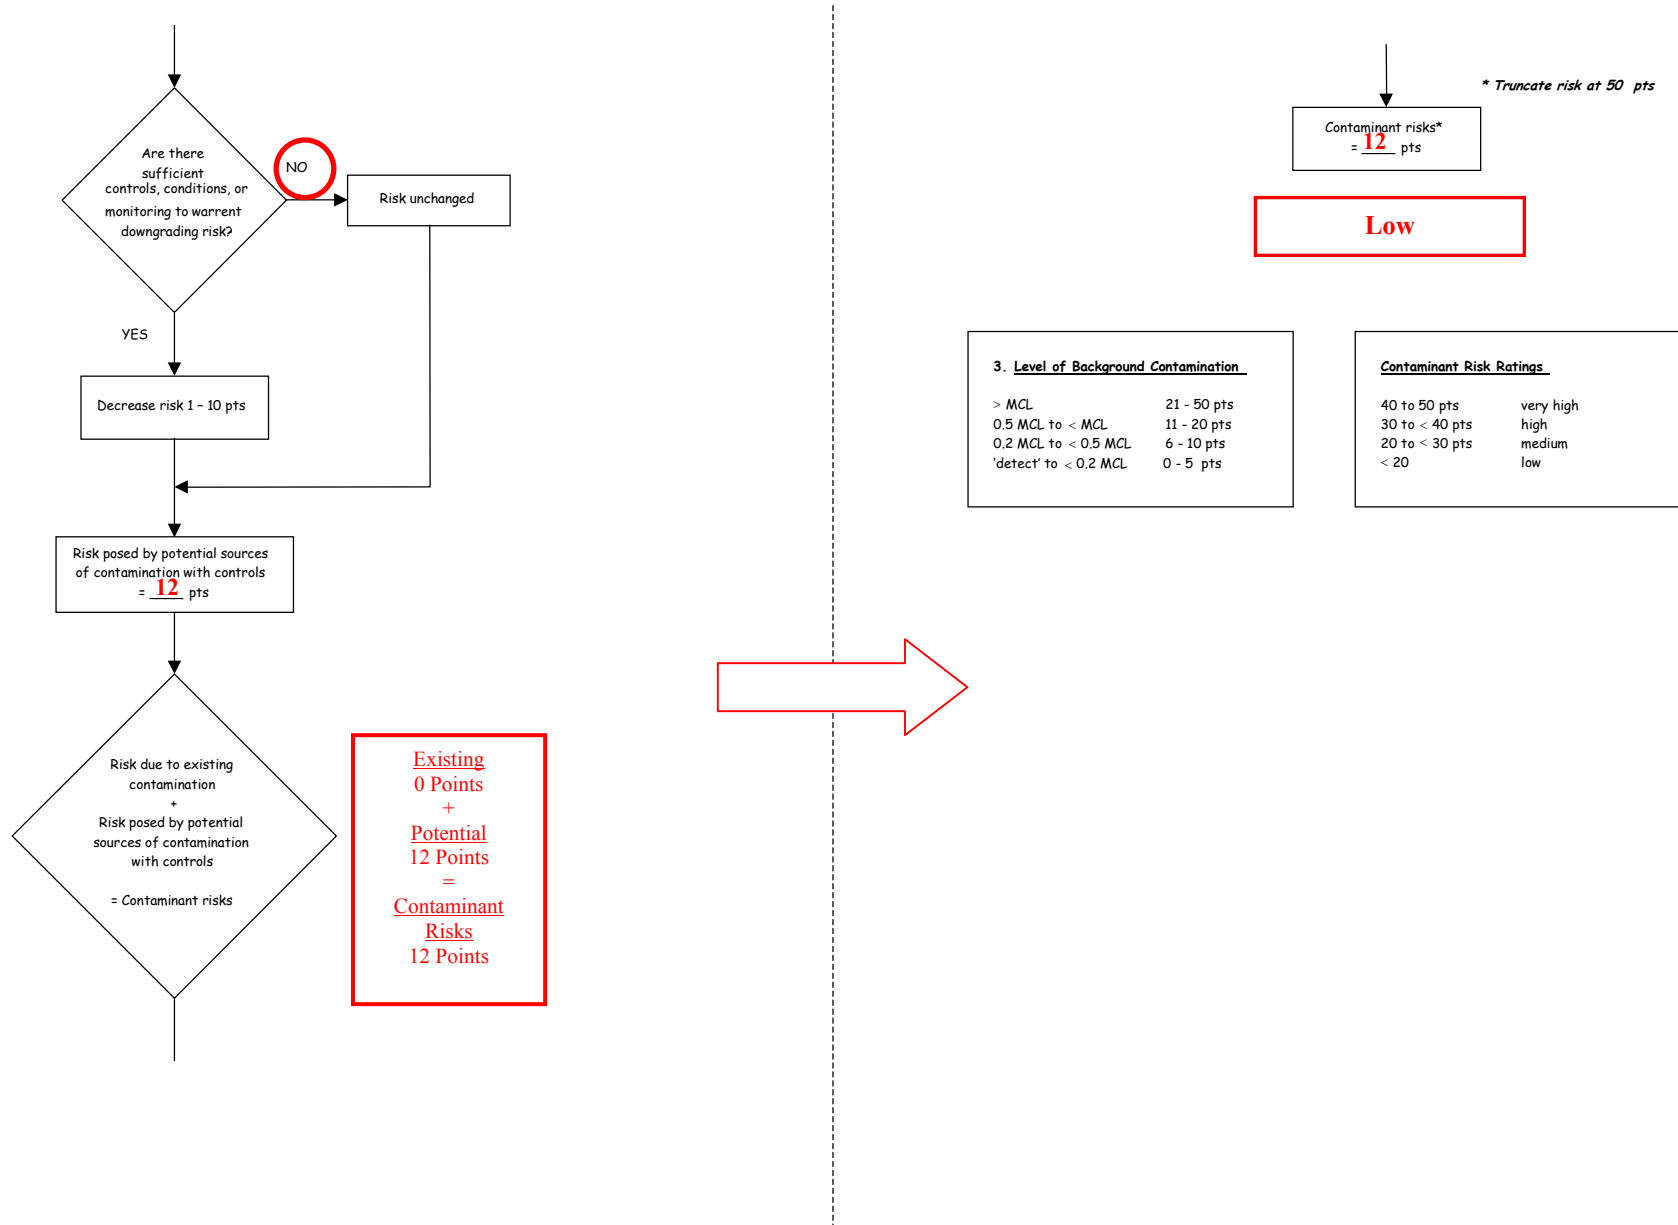 Are there
sufficient
controls, conditions, or
monitoring to warrent
downgrading risk?
NO
Risk unchanged
YES
Decrease risk 1 – 10 pts
Risk posed by potential sources
of contamination with controls
= 12 pts
Risk due to existing
contamination
+
Risk posed by potential
sources of contamination
with controls
= Contaminant risks
Existing
0 Points
+
Potential
12 Points
=
Contaminant
Risks
12 Points
* Truncate risk at 50 pts
Contaminant risks*
= 12 pts
Low
3. Level of Background Contamination
> MCL 21 - 50 pts
0.5 MCL to < MCL 11 - 20 pts
0.2 MCL to < 0.5 MCL 6 - 10 pts
‘detect’ to < 0.2 MCL 0 - 5 pts
Contaminant Risk Ratings
40 to 50 pts very high
30 to < 40 pts high
20 to < 30 pts medium
< 20 low